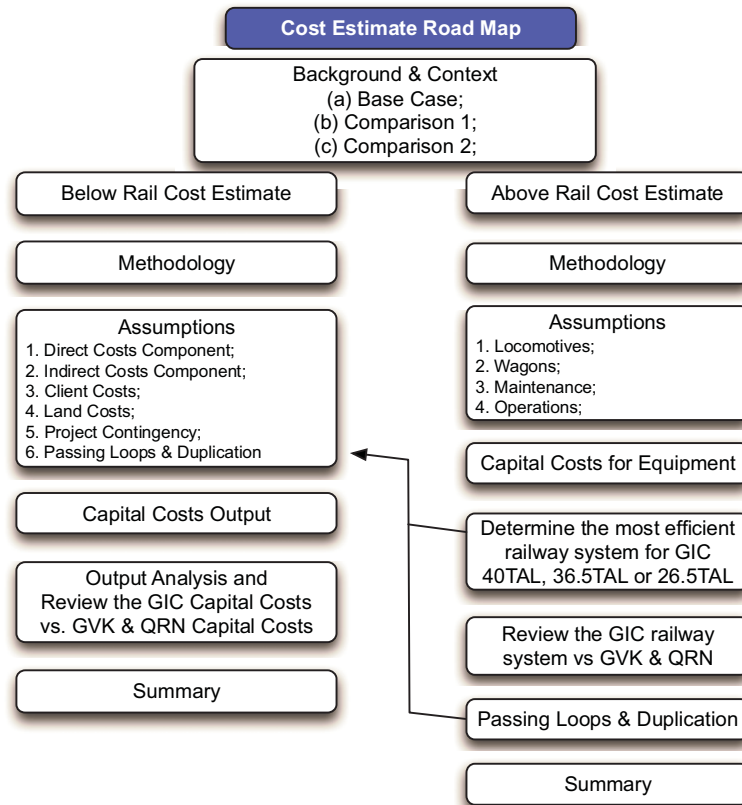 Cost Estimate Road Map
Background & Context
(a) Base Case;
(b) Comparison 1;
(c) Comparison 2;
Below Rail Cost Estimate
Methodology
Assumptions
1. Direct Costs Component;
2. Indirect Costs Component;
3. Client Costs;
4. Land Costs;
5. Project Contingency;
6. Passing Loops & Duplication
Capital Costs Output
Output Analysis and
Review the GIC Capital Costs
vs. GVK & QRN Capital Costs
Summary
Above Rail Cost Estimate
Methodology
Assumptions
1. Locomotives;
2. Wagons;
3. Maintenance;
4. Operations;
Capital Costs for Equipment
Determine the most efficient
railway system for GIC
40TAL, 36.5TAL or 26.5TAL
Review the GIC railway
system vs GVK & QRN
Passing Loops & Duplication
Summary